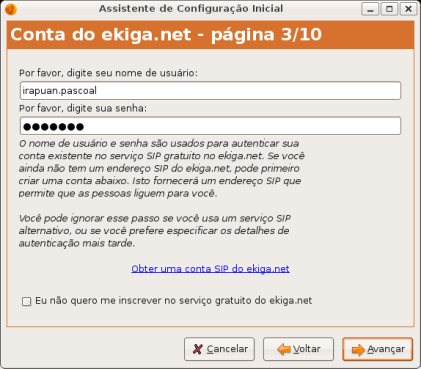 Assistente de Configuração Inicial
Conta do ekiga.net - página 3/10
Por favor, digite seu nome de usuário:
irapuan.pascoal
Por favor, digite sua senha:
●●●●●●●
O nome de usuário e senha são usados para autenticar sua
conta existente no serviço SIP gratuito no ekiga.net. Se você
ainda não tem um endereço SIP do ekiga.net, pode primeiro
criar uma conta abaixo. Isto fornecerá um endereço SIP que
permite que as pessoas liguem para você.
Você pode ignorar esse passo se você usa um serviço SIP
alternativo, ou se você prefere especificar os detalhes de
autenticação mais tarde.
Obter uma conta SIP do ekiga.net
Eu não quero me inscrever no serviço gratuito do ekiga.net
Cancelar
Voltar
Avançar